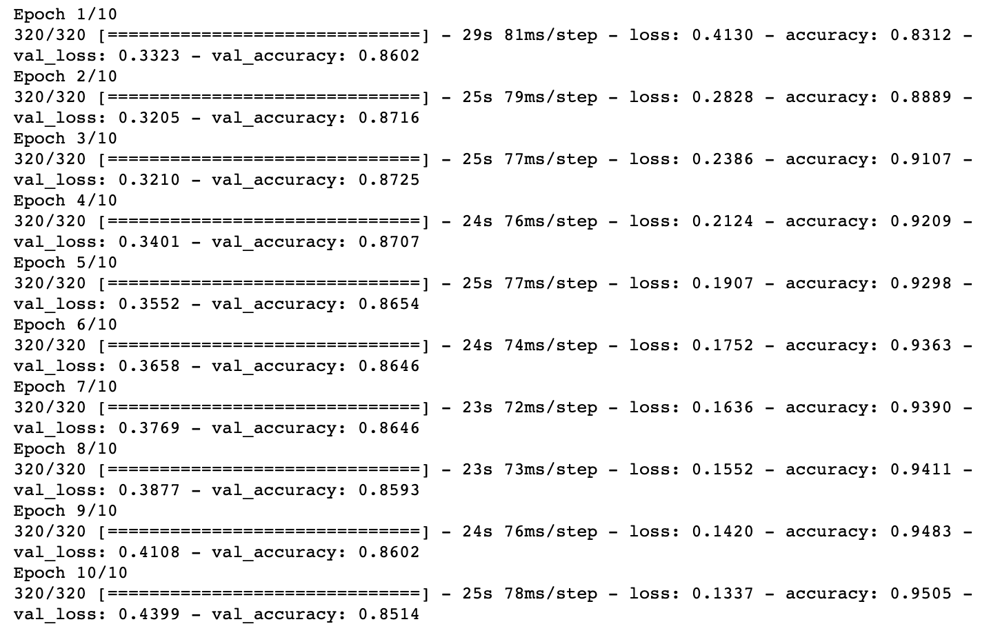 Epoch 1/10
320/320 [==============================] - 29s 81ms/step - loss: 0.4130 - accuracy: 0.8312 -
val_loss: 0.3323 - val_accuracy: 0.8602
Epoch 2/10
320/320 [==============================] - 25s 79ms/step - loss: 0.2828 - accuracy: 0.8889 -
val_loss: 0.3205 - val_accuracy: 0.8716
Epoch 3/10
320/320 [==============================] - 25s 77ms/step - loss: 0.2386 - accuracy: 0.9107 -
val_loss: 0.3210 - val_accuracy: 0.8725
Epoch 4/10
320/320 [==============================] - 24s 76ms/step - loss: 0.2124 - accuracy: 0.9209 -
val_loss: 0.3401 - val_accuracy: 0.8707
Epoch 5/10
320/320 [==============================] - 25s 77ms/step - loss: 0.1907 - accuracy: 0.9298 -
val_loss: 0.3552 - val_accuracy: 0.8654
Epoch 6/10
320/320 [==============================] - 24s 74ms/step - loss: 0.1752 - accuracy: 0.9363 -
val_loss: 0.3658 - val_accuracy: 0.8646
Epoch 7/10
320/320 [==============================] - 23s 72ms/step - loss: 0.1636 - accuracy: 0.9390 -
val_loss: 0.3769 - val_accuracy: 0.8646
Epoch 8/10
320/320 [==============================] - 23s 73ms/step - loss: 0.1552 - accuracy: 0.9411 -
val_loss: 0.3877 - val_accuracy: 0.8593
Epoch 9/10
320/320 [==============================] - 24s 76ms/step - loss: 0.1420 - accuracy: 0.9483 -
val_loss: 0.4108 - val_accuracy: 0.8602
Epoch 10/10
320/320 [==============================] - 25s 78ms/step - loss: 0.1337 - accuracy: 0.9505 -
val_loss: 0.4399 - val_accuracy: 0.8514